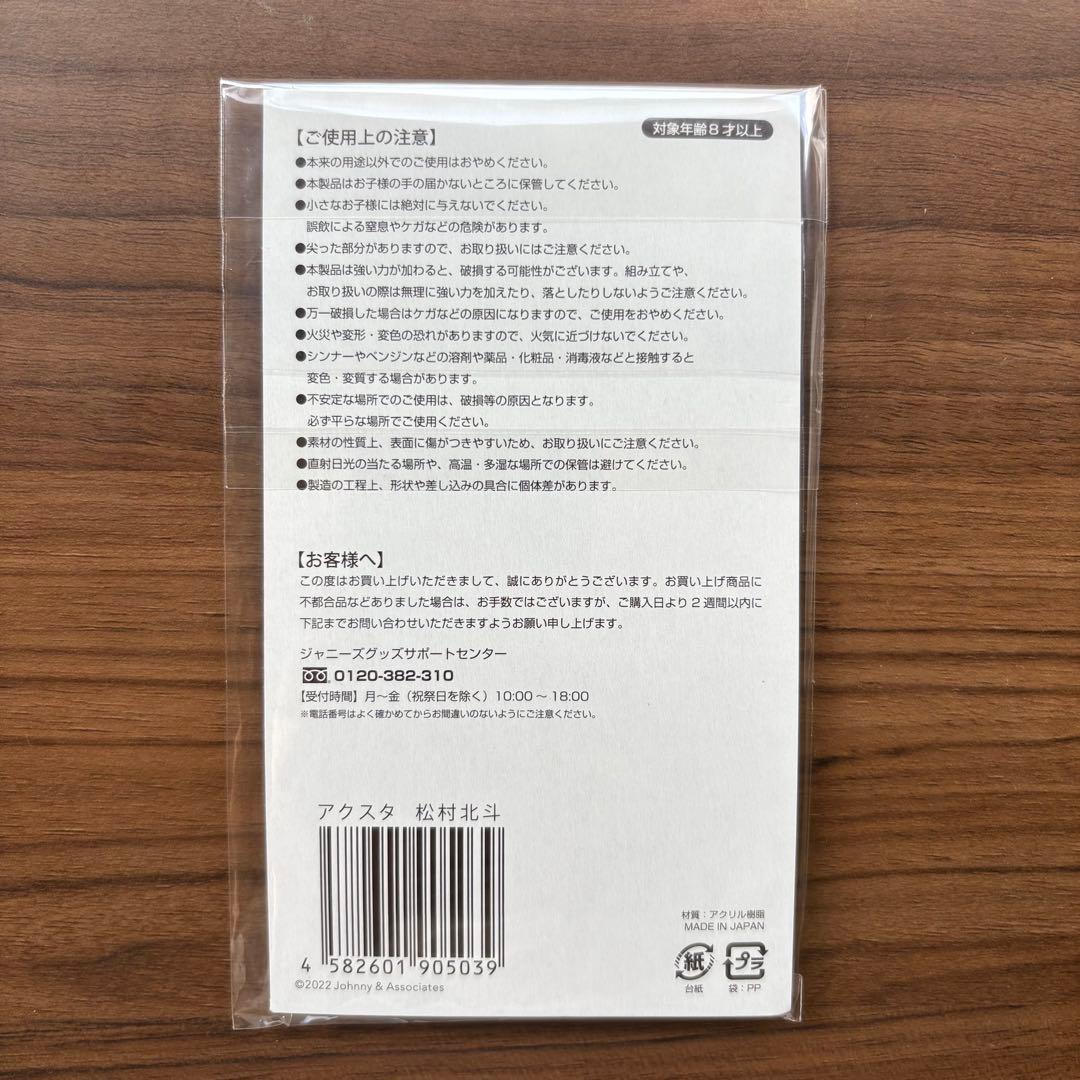 【ご使用上の注意】
対象年齢8才以上
●本来の用途以外でのご使用はおやめください。
●本製品はお子様の手の届かないところに保管してください。
●小さなお子様には絶対に与えないでください。
誤飲による窒息やケガなどの危険があります。
●尖った部分がありますので、お取り扱いにはご注意ください。
●本製品は強い力が加わると、破損する可能性がございます。組み立てや、
お取り扱いの際は無理に強い力を加えたり、落としたりしないようご注意ください。
●万一破損した場合はケガなどの原因になりますので、ご使用をおやめください。
●火災や変形・変色の恐れがありますので、火気に近づけないでください。
●シンナーやベンジンなどの溶剤や薬品・化粧品・消毒液などと接触すると
変色・変質する場合があります。
●不安定な場所でのご使用は、破損等の原因となります。
必ず平らな場所でご使用ください。
●素材の性質上、表面に傷がつきやすいため、お取り扱いにご注意ください。
●直射日光の当たる場所や、高温・多湿な場所での保管は避けてください。
●製造の工程上、形状や差し込みの具合に個体差があります。
【お客様へ】
この度はお買い上げいただきまして、誠にありがとうございます。お買い上げ商品に
不都合品などありました場合は、お手数ではございますが、ご購入日より2週間以内に
下記までお問い合わせいただきますようお願い申し上げます。
ジャニーズグッズサポートセンター
0120-382-310
【受付時間】月〜金（祝祭日を除く）10:00〜18:00
※電話番号はよく確かめてからお間違いのないようにご注意ください。
アクスタ 松村北斗
4 582601 905039
©2022 Johnny & Associates
材質：アクリル樹脂
MADE IN JAPAN
紙 プラ
台紙 袋：PP